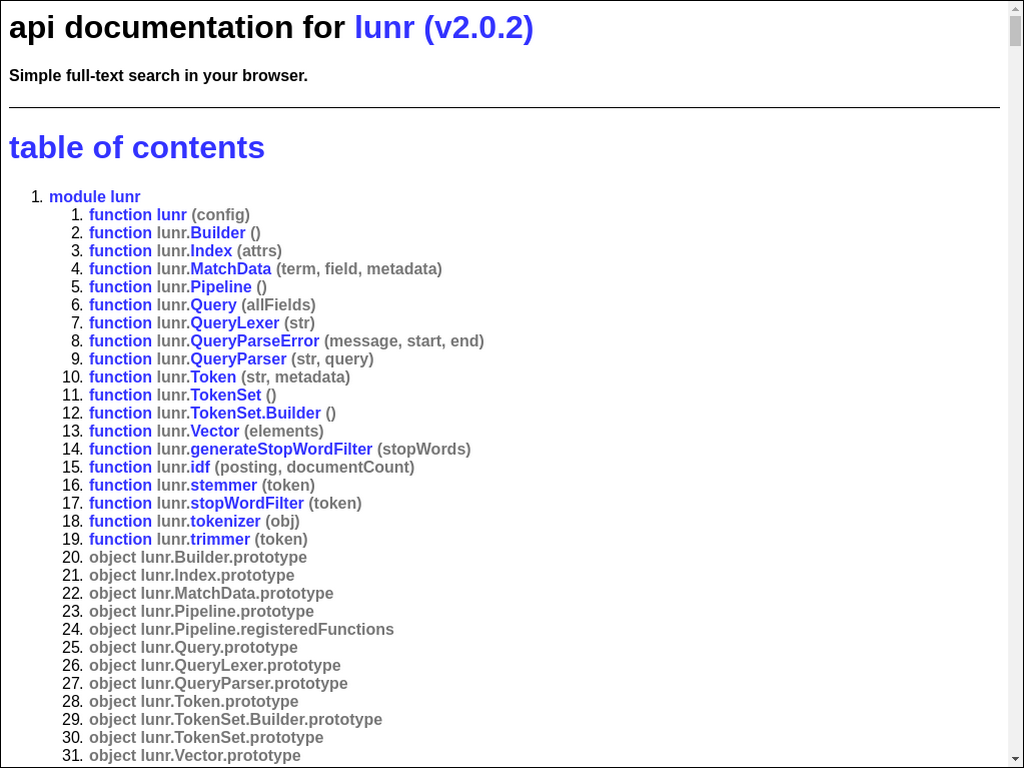 api documentation for lunr (v2.0.2)
Simple full-text search in your browser.
table of contents
1. module lunr
1. function lunr (config)
2. function lunr.Builder ()
3. function lunr.Index (attrs)
4. function lunr.MatchData (term, field, metadata)
5. function lunr.Pipeline ()
6. function lunr.Query (allFields)
7. function lunr.QueryLexer (str)
8. function lunr.QueryParseError (message, start, end)
9. function lunr.QueryParser (str, query)
10. function lunr.Token (str, metadata)
11. function lunr.TokenSet ()
12. function lunr.TokenSet.Builder ()
13. function lunr.Vector (elements)
14. function lunr.generateStopWordFilter (stopWords)
15. function lunr.idf (posting, documentCount)
16. function lunr.stemmer (token)
17. function lunr.stopWordFilter (token)
18. function lunr.tokenizer (obj)
19. function lunr.trimmer (token)
20. object lunr.Builder.prototype
21. object lunr.Index.prototype
22. object lunr.MatchData.prototype
23. object lunr.Pipeline.prototype
24. object lunr.Pipeline.registeredFunctions
25. object lunr.Query.prototype
26. object lunr.QueryLexer.prototype
27. object lunr.QueryParser.prototype
28. object lunr.Token.prototype
29. object lunr.TokenSet.Builder.prototype
30. object lunr.TokenSet.prototype
31. object lunr.Vector.prototype